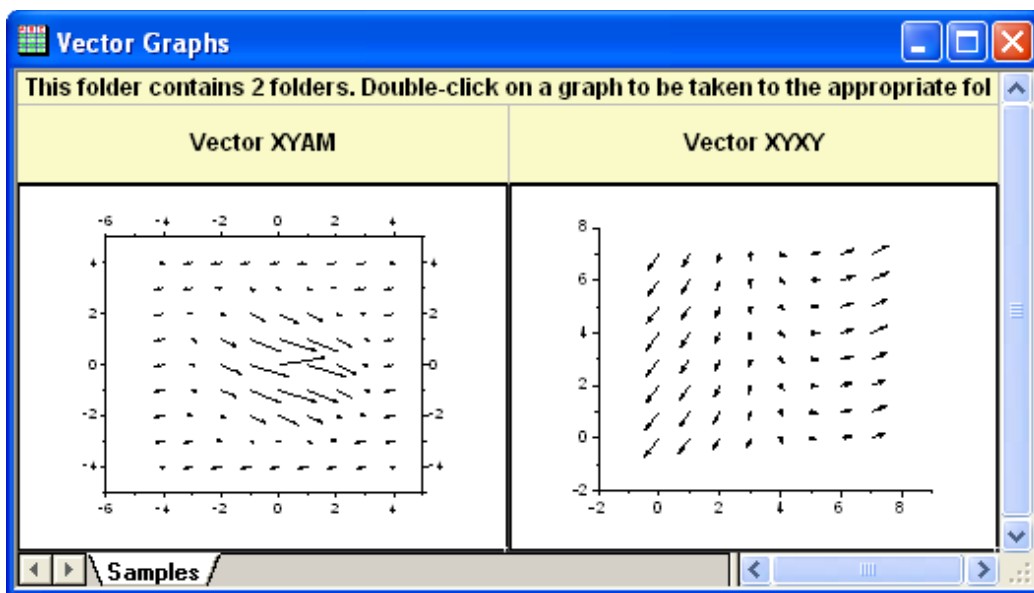 Vector Graphs
This folder contains 2 folders. Double-click on a graph to be taken to the appropriate fol
Vector XYAM
Vector XYXY
-6 -4 -2 0 2 4
4 4
2 2
0 0
-2 -2
-4 -4
-6 -4 -2 0 2 4
8
6
4
2
0
-2
-2 0 2 4 6 8
Samples